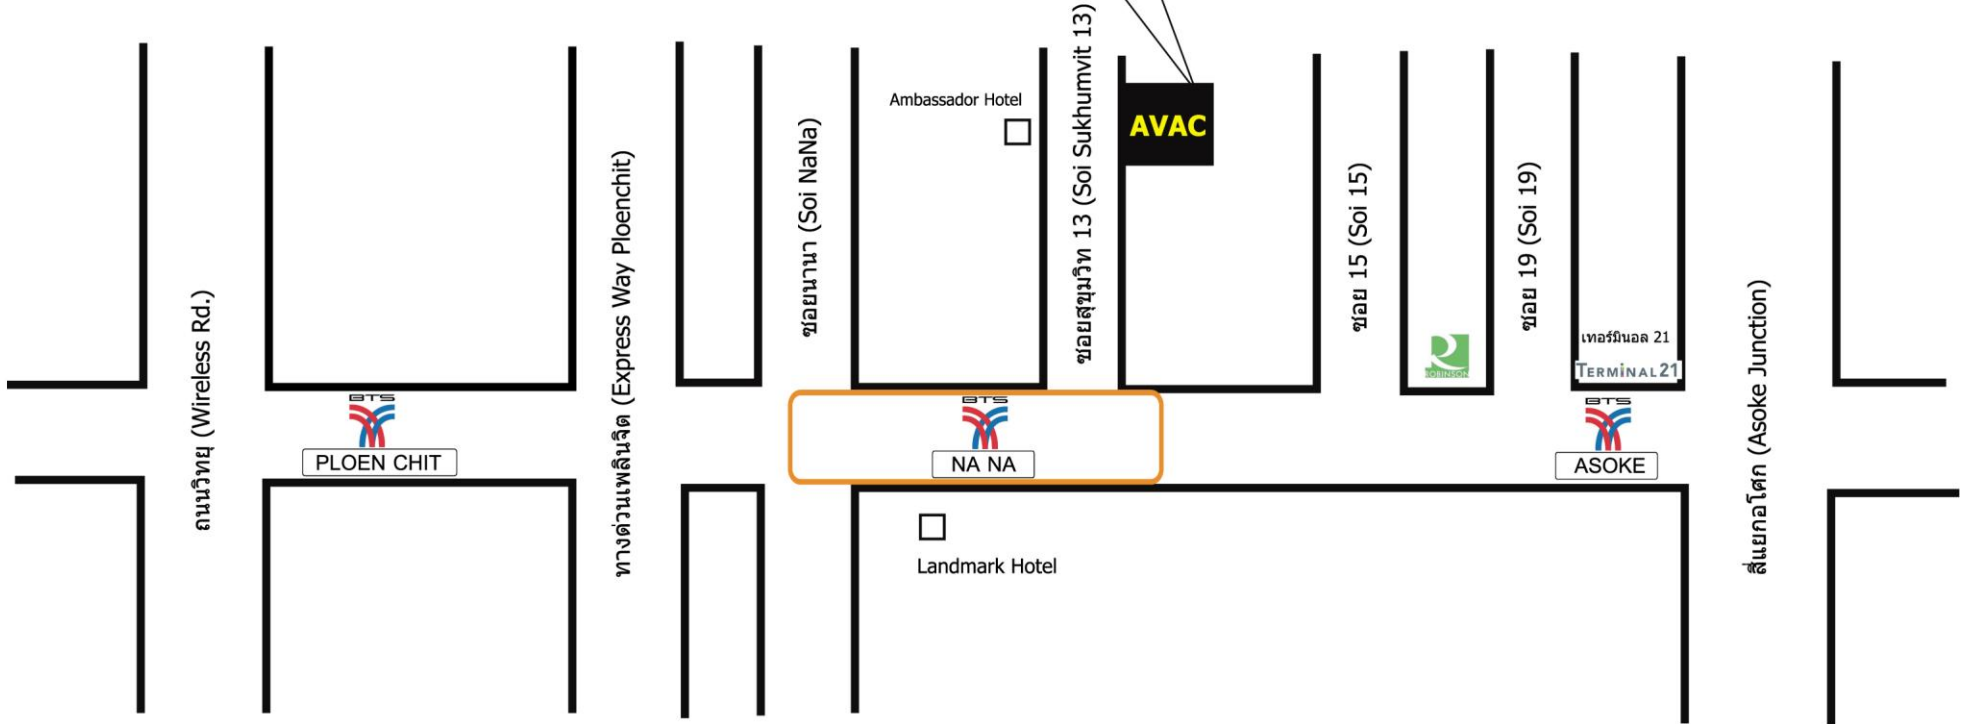 ถนนวิทยุ (Wireless Rd.)
BTS
PLOEN CHIT
ทางด่วนเพลินจิต (Express Way Ploenchit)
ซอยนานา (Soi NaNa)
Ambassador Hotel
ซอยสุขุมวิท 13 (Soi Sukhumvit 13)
AVAC
BTS
NA NA
Landmark Hotel
ซอย 15 (Soi 15)
ROBINSON
ซอย 19 (Soi 19)
เทอร์มินอล 21
TERMINAL 21
BTS
ASOKE
สี่แยกอโศก (Asoke Junction)